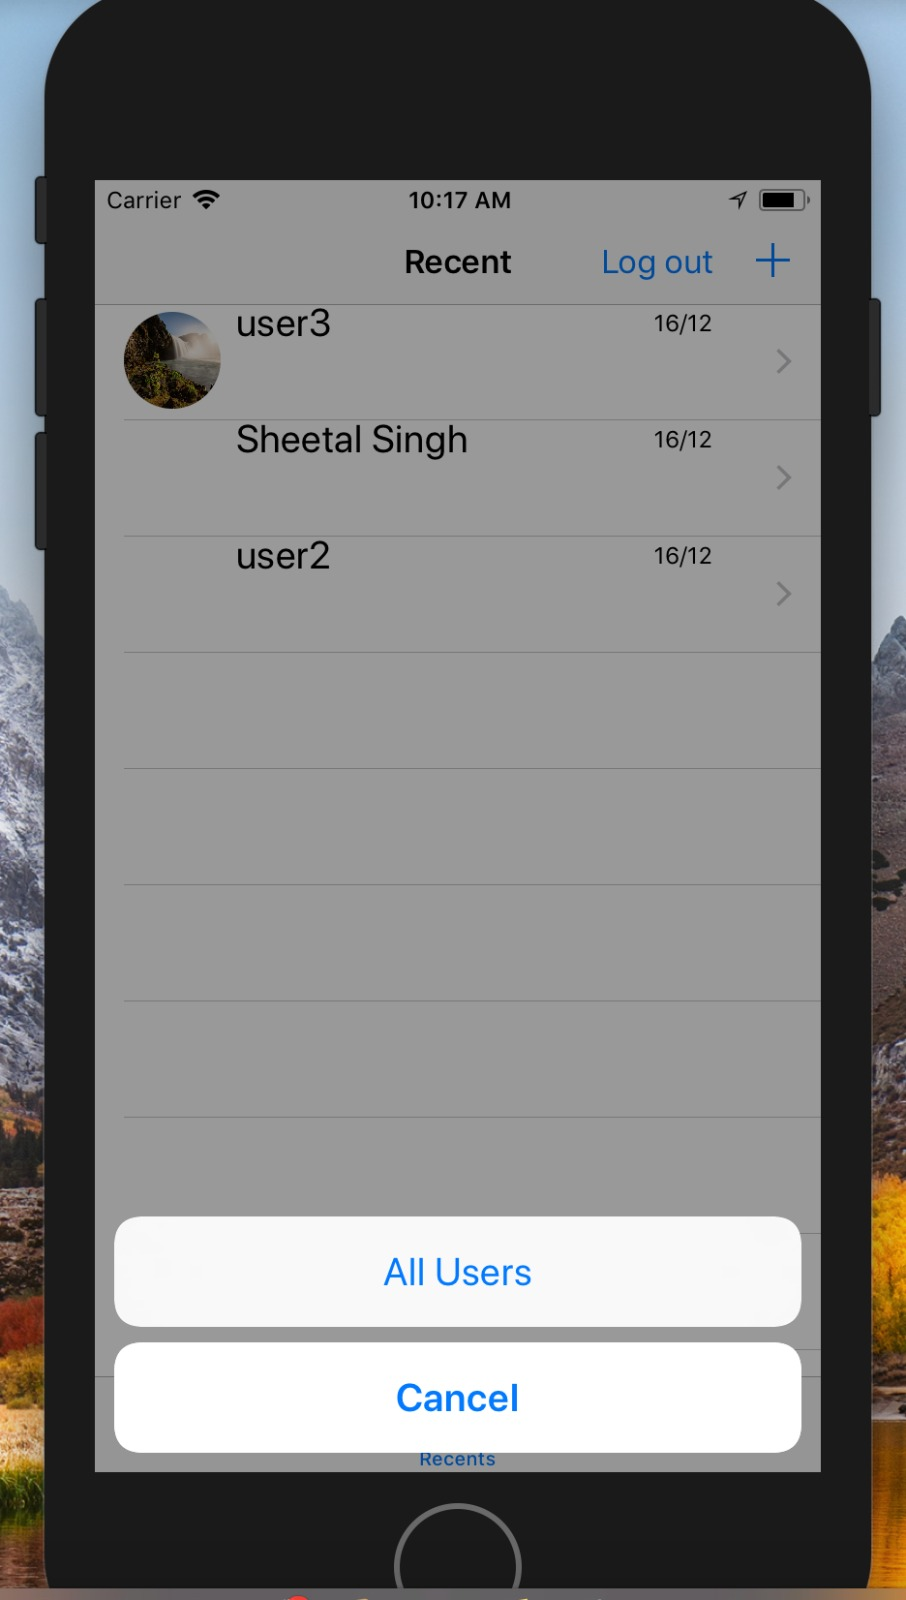 Carrier 10:17 AM
Recent Log out +
user3 16/12
Sheetal Singh 16/12
user2 16/12
All Users
Cancel
Recents